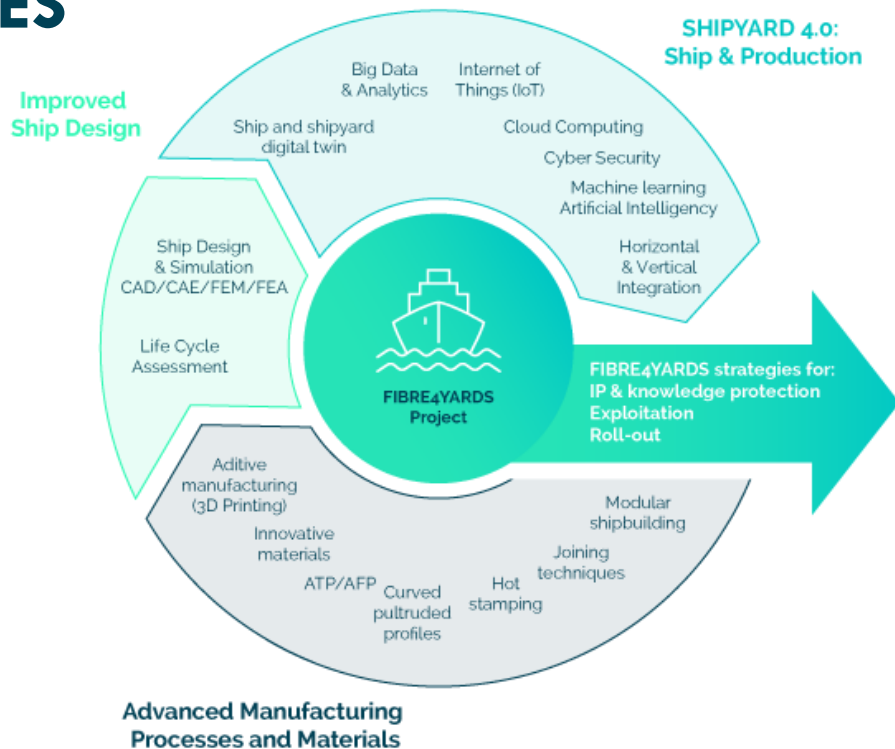 ES
SHIPYARD 4.0:
Ship & Production
Big Data
& Analytics
Internet of
Things (IoT)
Improved
Ship Design
Ship and shipyard
digital twin
Cloud Computing
Cyber Security
Machine learning
Artificial Intelligency
Horizontal
& Vertical
Integration
Ship Design
& Simulation
CAD/CAE/FEM/FEA
Life Cycle
Assessment
FIBRE4YARDS
Project
FIBRE4YARDS strategies for:
IP & knowledge protection
Exploitation
Roll-out
Aditive
manufacturing
(3D Printing)
Innovative
materials
ATP/AFP
Curved
pultruded
profiles
Hot
stamping
Joining
techniques
Modular
shipbuilding
Advanced Manufacturing
Processes and Materials